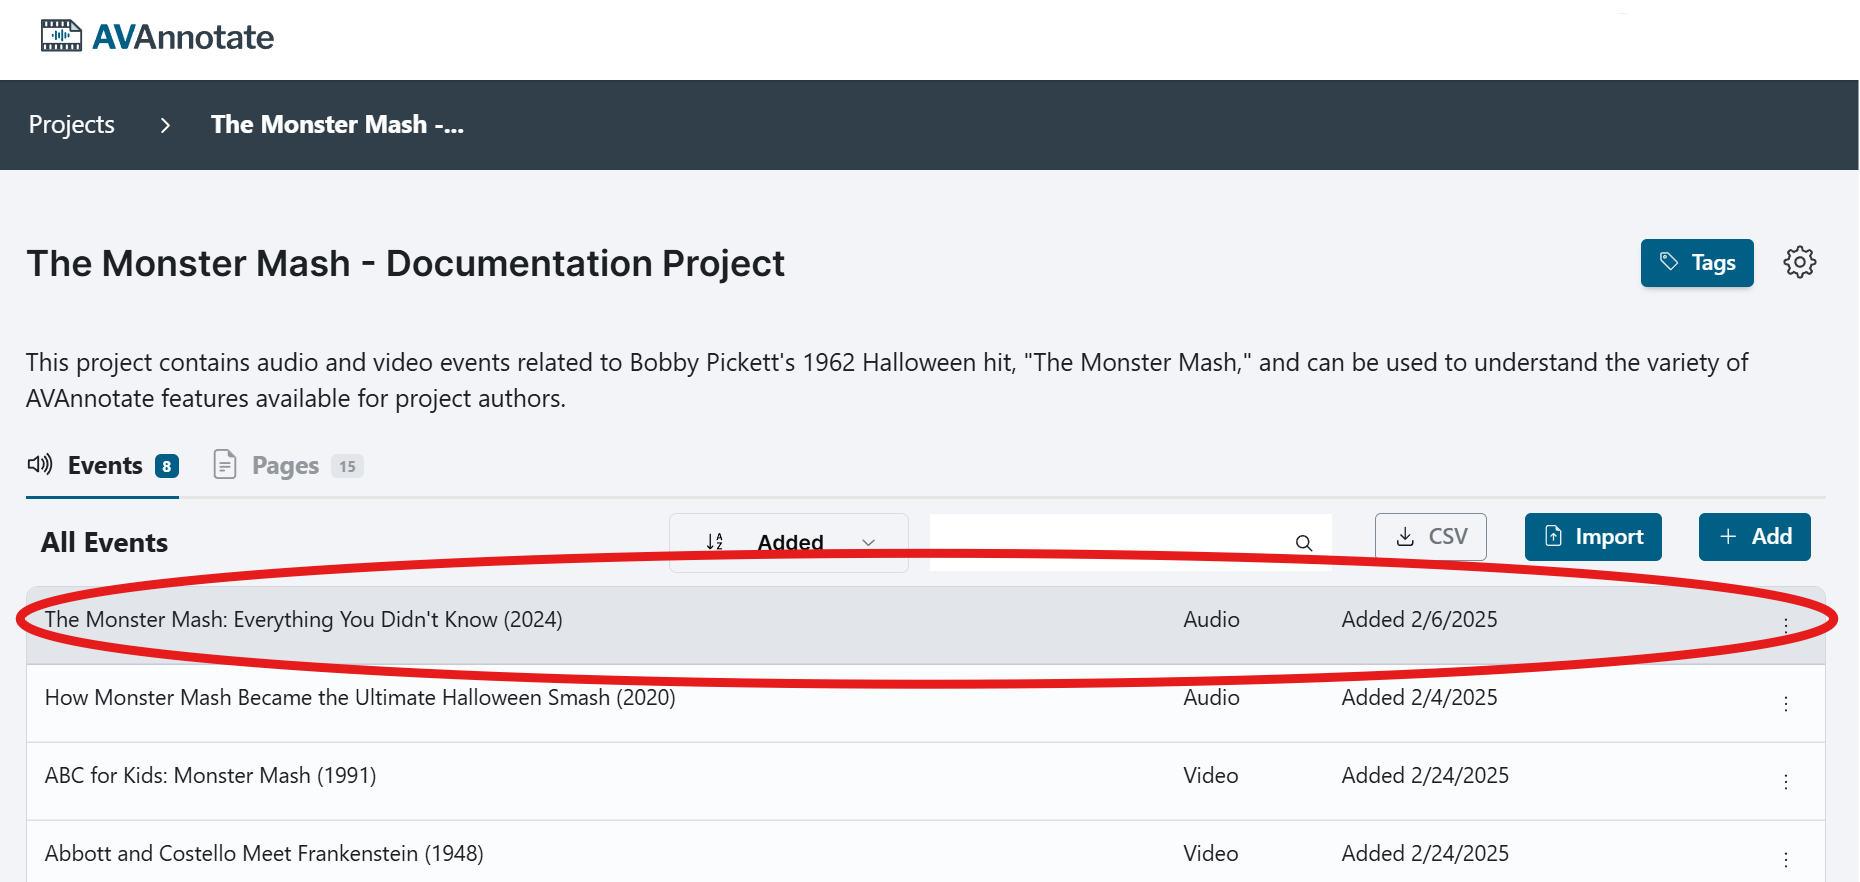 AVAnnotate
Projects > The Monster Mash -...
The Monster Mash - Documentation Project
Tags
This project contains audio and video events related to Bobby Pickett's 1962 Halloween hit, "The Monster Mash," and can be used to understand the variety of
AVAnnotate features available for project authors.
Events 8 Pages 15
All Events Added CSV Import + Add
The Monster Mash: Everything You Didn't Know (2024) Audio Added 2/6/2025
How Monster Mash Became the Ultimate Halloween Smash (2020) Audio Added 2/4/2025
ABC for Kids: Monster Mash (1991) Video Added 2/24/2025
Abbott and Costello Meet Frankenstein (1948) Video Added 2/24/2025